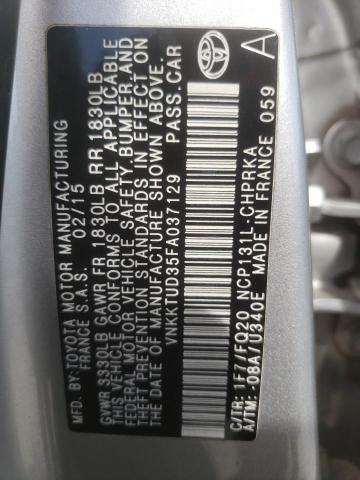 MFD. BY:TOYOTA MOTOR MANUFACTURING
FRANCE S.A.S. 02/15
GVWR 3330LB GAWR FR 1830LB RR 1830LB
THIS VEHICLE CONFORMS TO ALL APPLICABLE
FEDERAL MOTOR VEHICLE SAFETY, BUMPER, AND
THEFT PREVENTION STANDARDS IN EFFECT ON
THE DATE OF MANUFACTURE SHOWN ABOVE.
VNKKTUD35FA037129 PASS.CAR
C/TR: 1F7/FQ20 NCP131L-CHPRKA
A/TM: -08A/U340E MADE IN FRANCE 059
A